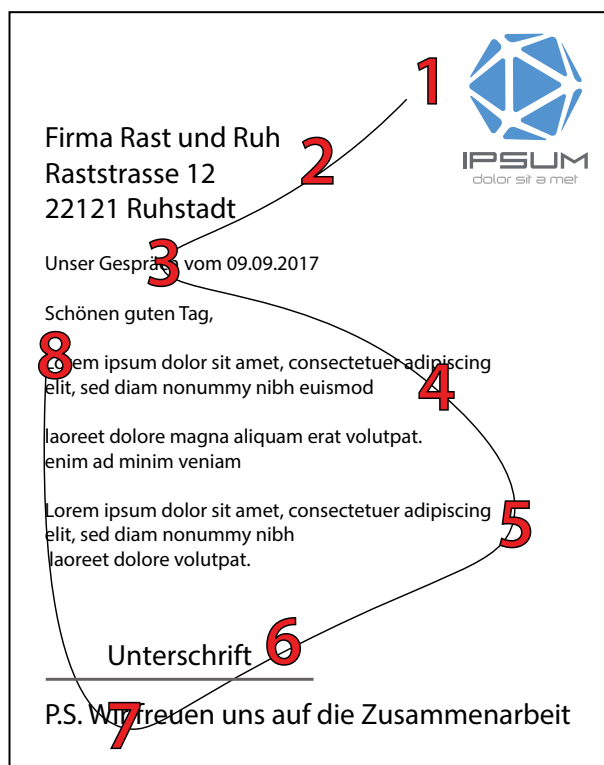 1
IPSUM
dolor sit a met
Firma Rast und Ruh
2
Raststrasse 12
22121 Ruhstadt
3
Unser Gespräch vom 09.09.2017
Schönen guten Tag,
8
Lorem ipsum dolor sit amet, consectetuer adipiscing
4
elit, sed diam nonummy nibh euismod
laoreet dolore magna aliquam erat volutpat.
enim ad minim veniam
Lorem ipsum dolor sit amet, consectetuer adipiscing
5
elit, sed diam nonummy nibh
laoreet dolore volutpat.
6
Unterschrift
7
P.S. Wir freuen uns auf die Zusammenarbeit